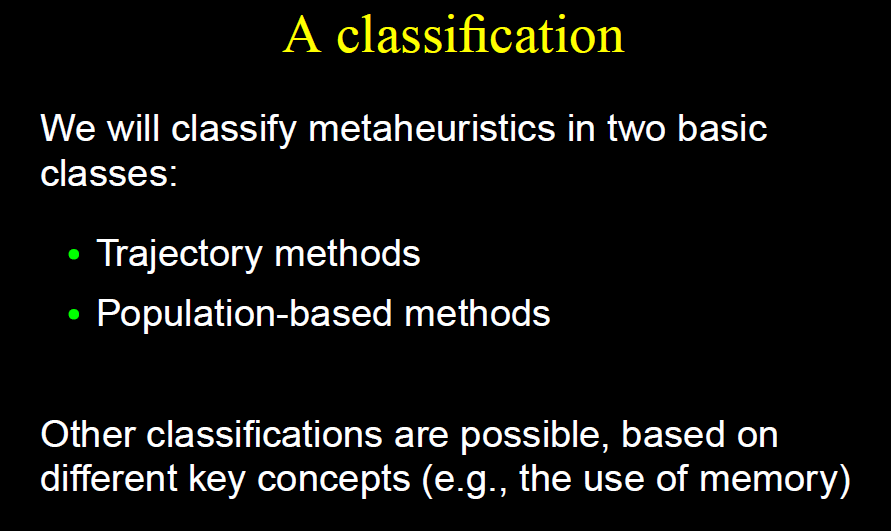 A classification
We will classify metaheuristics in two basic
classes:
• Trajectory methods
• Population-based methods
Other classifications are possible, based on
different key concepts (e.g., the use of memory)